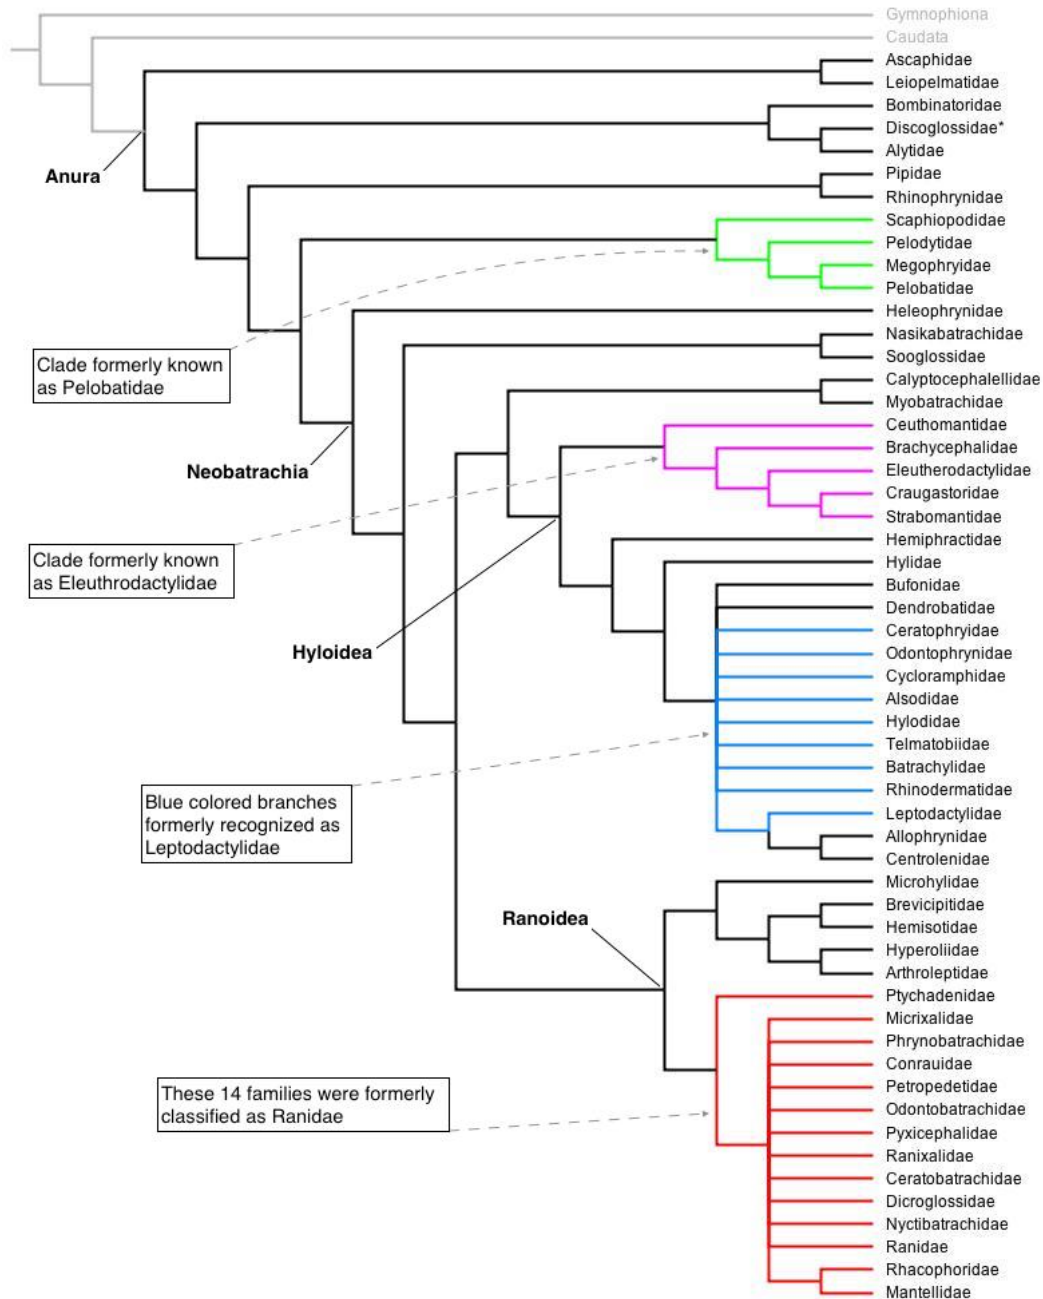 Gymnophiona
Caudata
Ascaphidae
Leiopelmatidae
Bombinatoridae
Discoglossidae*
Alytidae
Anura
Pipidae
Rhinophrynidae
Scaphiopodidae
Pelodytidae
Megophryidae
Pelobatidae
Heleophrynidae
Nasikabatrachidae
Sooglossidae
Clade formerly known
as Pelobatidae
Calyptocephalellidae
Myobatrachidae
Ceuthomantidae
Brachycephalidae
Neobatrachia
Eleutherodactylidae
Craugastoridae
Strabomantidae
Hemiphractidae
Clade formerly known
as Eleuthrodactylidae
Hylidae
Bufonidae
Dendrobatidae
Ceratophryidae
Hyloidea
Odontophrynidae
Cycloramphidae
Alsodidae
Hylodidae
Telmatobiidae
Batrachylidae
Rhinodermatidae
Blue colored branches
formerly recognized as
Leptodactylidae
Leptodactylidae
Allophrynidae
Centrolenidae
Microhylidae
Brevicipitidae
Ranoidea
Hemisotidae
Hyperoliidae
Arthroleptidae
Ptychadenidae
Micrixalidae
Phrynobatrachidae
Conrauidae
These 14 families were formerly
classified as Ranidae
Petropedetidae
Odontobatrachidae
Pyxicephalidae
Ranixalidae
Ceratobatrachidae
Dicroglossidae
Nyctibatrachidae
Ranidae
Rhacophoridae
Mantellidae